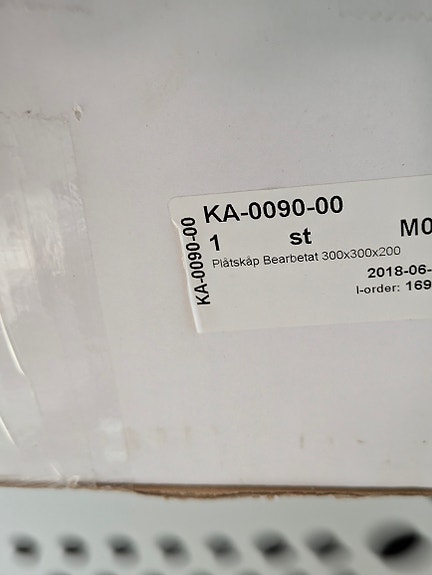 KA-0090-00
KA-0090-00
1 st M0
Plåtskåp Bearbetat 300x300x200
2018-06-
I-order: 169